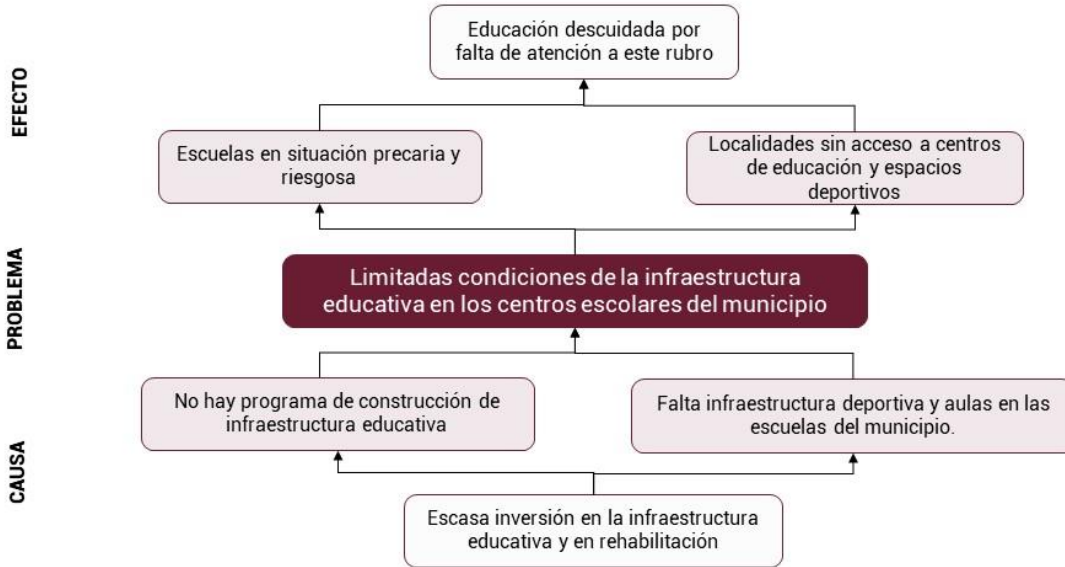 EFECTO
Educación descuidada por
falta de atención a este rubro
Escuelas en situación precaria y
riesgosa
Localidades sin acceso a centros
de educación y espacios
deportivos
PROBLEMA
Limitadas condiciones de la infraestructura
educativa en los centros escolares del municipio
CAUSA
No hay programa de construcción de
infraestructura educativa
Falta infraestructura deportiva y aulas en las
escuelas del municipio.
Escasa inversión en la infraestructura
educativa y en rehabilitación